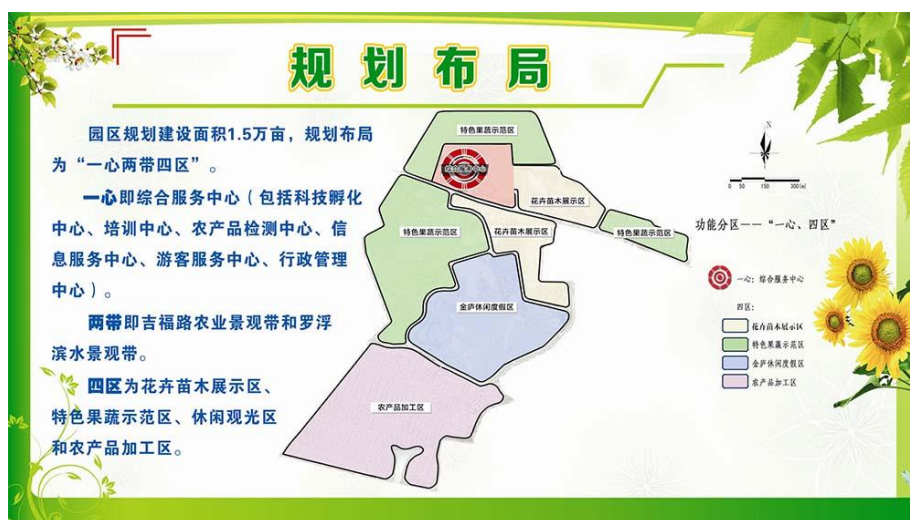 规划布局
园区规划建设面积1.5万亩，规划布局
为“一心两带四区”。
一心即综合服务中心（包括科技孵化
中心、培训中心、农产品检测中心、信
息服务中心、游客服务中心、行政管理
中心）。
两带即吉福路农业景观带和罗浮
滨水景观带。
四区为花卉苗木展示区、
特色果蔬示范区、休闲观光区
和农产品加工区。
特色果蔬示范区
综合服务中心
花卉苗木展示区
特色果蔬示范区
花卉苗木展示区
特色果蔬示范区
金庐休闲度假区
农产品加工区
N
0 50 150 300(m)
功能分区——“一心、四区”
一心：综合服务中心
四区：
花卉苗木展示区
特色果蔬示范区
金庐休闲度假区
农产品加工区